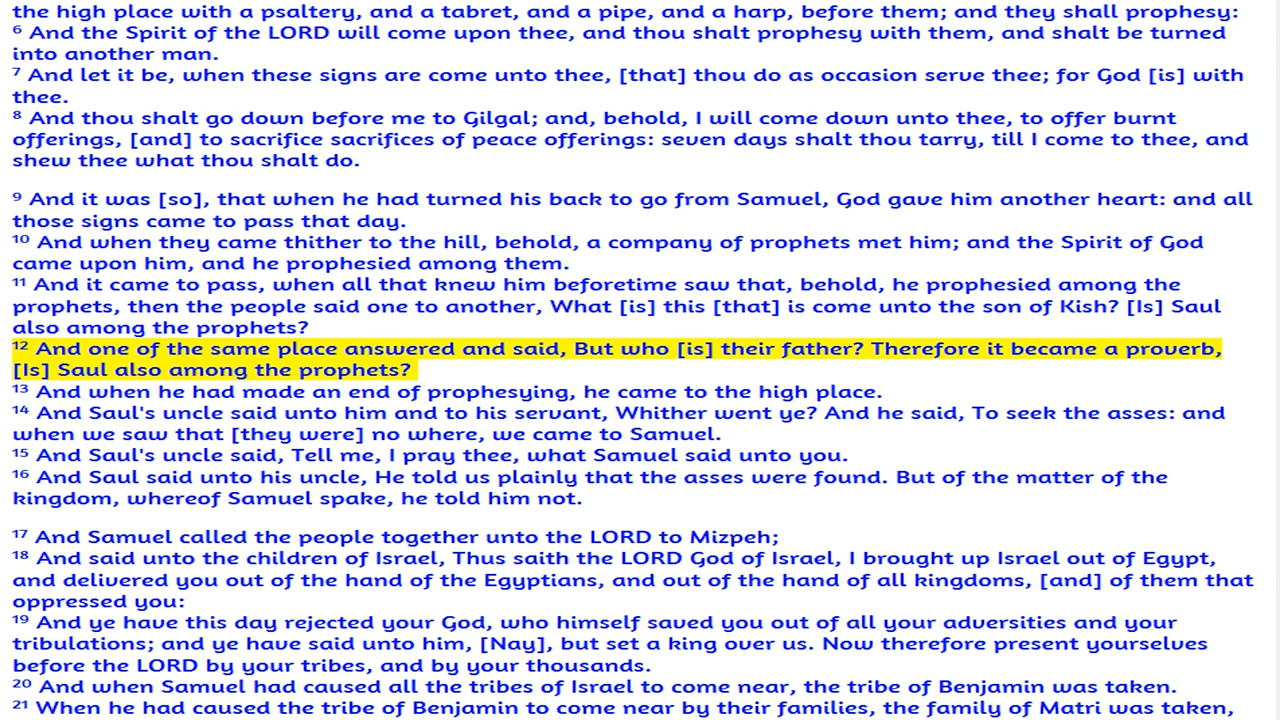 the high place with a psaltery, and a tabret, and a pipe, and a harp, before them; and they shall prophesy:
⁶ And the Spirit of the LORD will come upon thee, and thou shalt prophesy with them, and shalt be turned
into another man.
⁷ And let it be, when these signs are come unto thee, [that] thou do as occasion serve thee; for God [is] with
thee.
⁸ And thou shalt go down before me to Gilgal; and, behold, I will come down unto thee, to offer burnt
offerings, [and] to sacrifice sacrifices of peace offerings: seven days shalt thou tarry, till I come to thee, and
shew thee what thou shalt do.
⁹ And it was [so], that when he had turned his back to go from Samuel, God gave him another heart: and all
those signs came to pass that day.
¹⁰ And when they came thither to the hill, behold, a company of prophets met him; and the Spirit of God
came upon him, and he prophesied among them.
¹¹ And it came to pass, when all that knew him beforetime saw that, behold, he prophesied among the
prophets, then the people said one to another, What [is] this [that] is come unto the son of Kish? [Is] Saul
also among the prophets?
¹² And one of the same place answered and said, But who [is] their father? Therefore it became a proverb,
[Is] Saul also among the prophets?
¹³ And when he had made an end of prophesying, he came to the high place.
¹⁴ And Saul's uncle said unto him and to his servant, Whither went ye? And he said, To seek the asses: and
when we saw that [they were] no where, we came to Samuel.
¹⁵ And Saul's uncle said, Tell me, I pray thee, what Samuel said unto you.
¹⁶ And Saul said unto his uncle, He told us plainly that the asses were found. But of the matter of the
kingdom, whereof Samuel spake, he told him not.
¹⁷ And Samuel called the people together unto the LORD to Mizpeh;
¹⁸ And said unto the children of Israel, Thus saith the LORD God of Israel, I brought up Israel out of Egypt,
and delivered you out of the hand of the Egyptians, and out of the hand of all kingdoms, [and] of them that
oppressed you:
¹⁹ And ye have this day rejected your God, who himself saved you out of all your adversities and your
tribulations; and ye have said unto him, [Nay], but set a king over us. Now therefore present yourselves
before the LORD by your tribes, and by your thousands.
²⁰ And when Samuel had caused all the tribes of Israel to come near, the tribe of Benjamin was taken.
²¹ When he had caused the tribe of Benjamin to come near by their families, the family of Matri was taken,